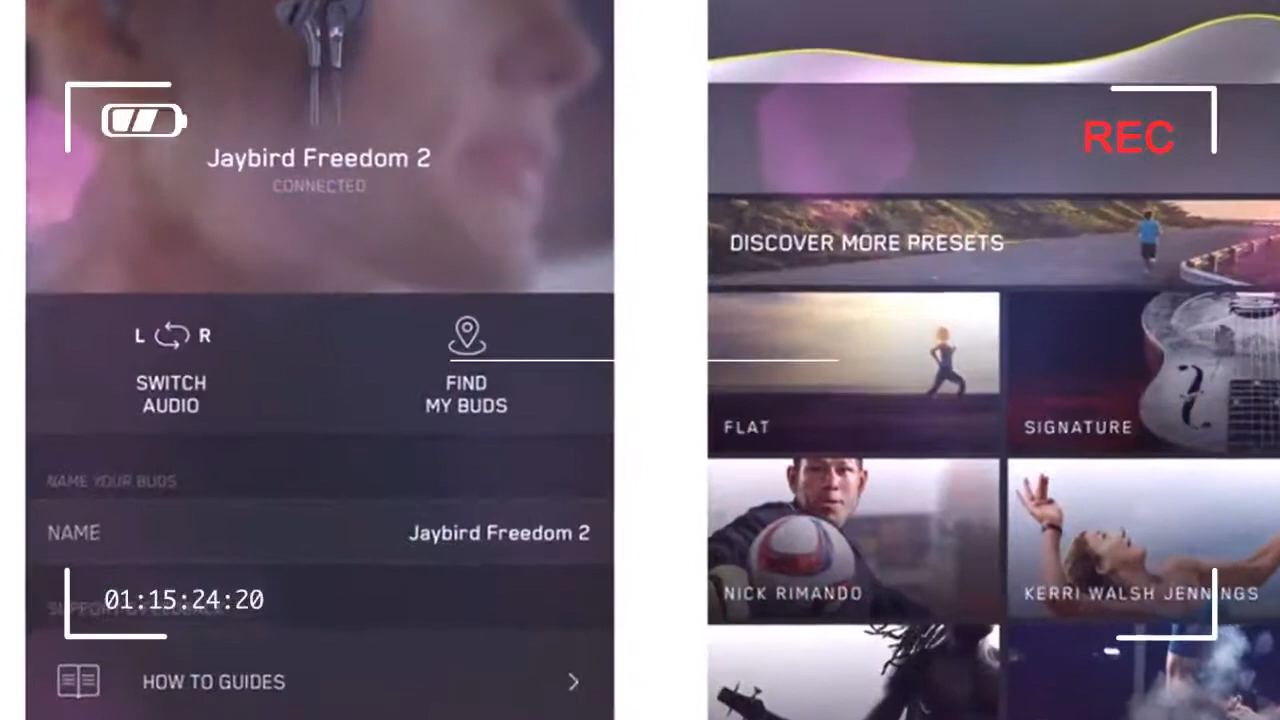 REC
Jaybird Freedom 2
CONNECTED
L R
SWITCH
AUDIO
FIND
MY BUDS
NAME YOUR BUDS
NAME
Jaybird Freedom 2
01:15:24:20
HOW TO GUIDES
DISCOVER MORE PRESETS
FLAT
SIGNATURE
NICK RIMANDO
KERRI WALSH JENNINGS